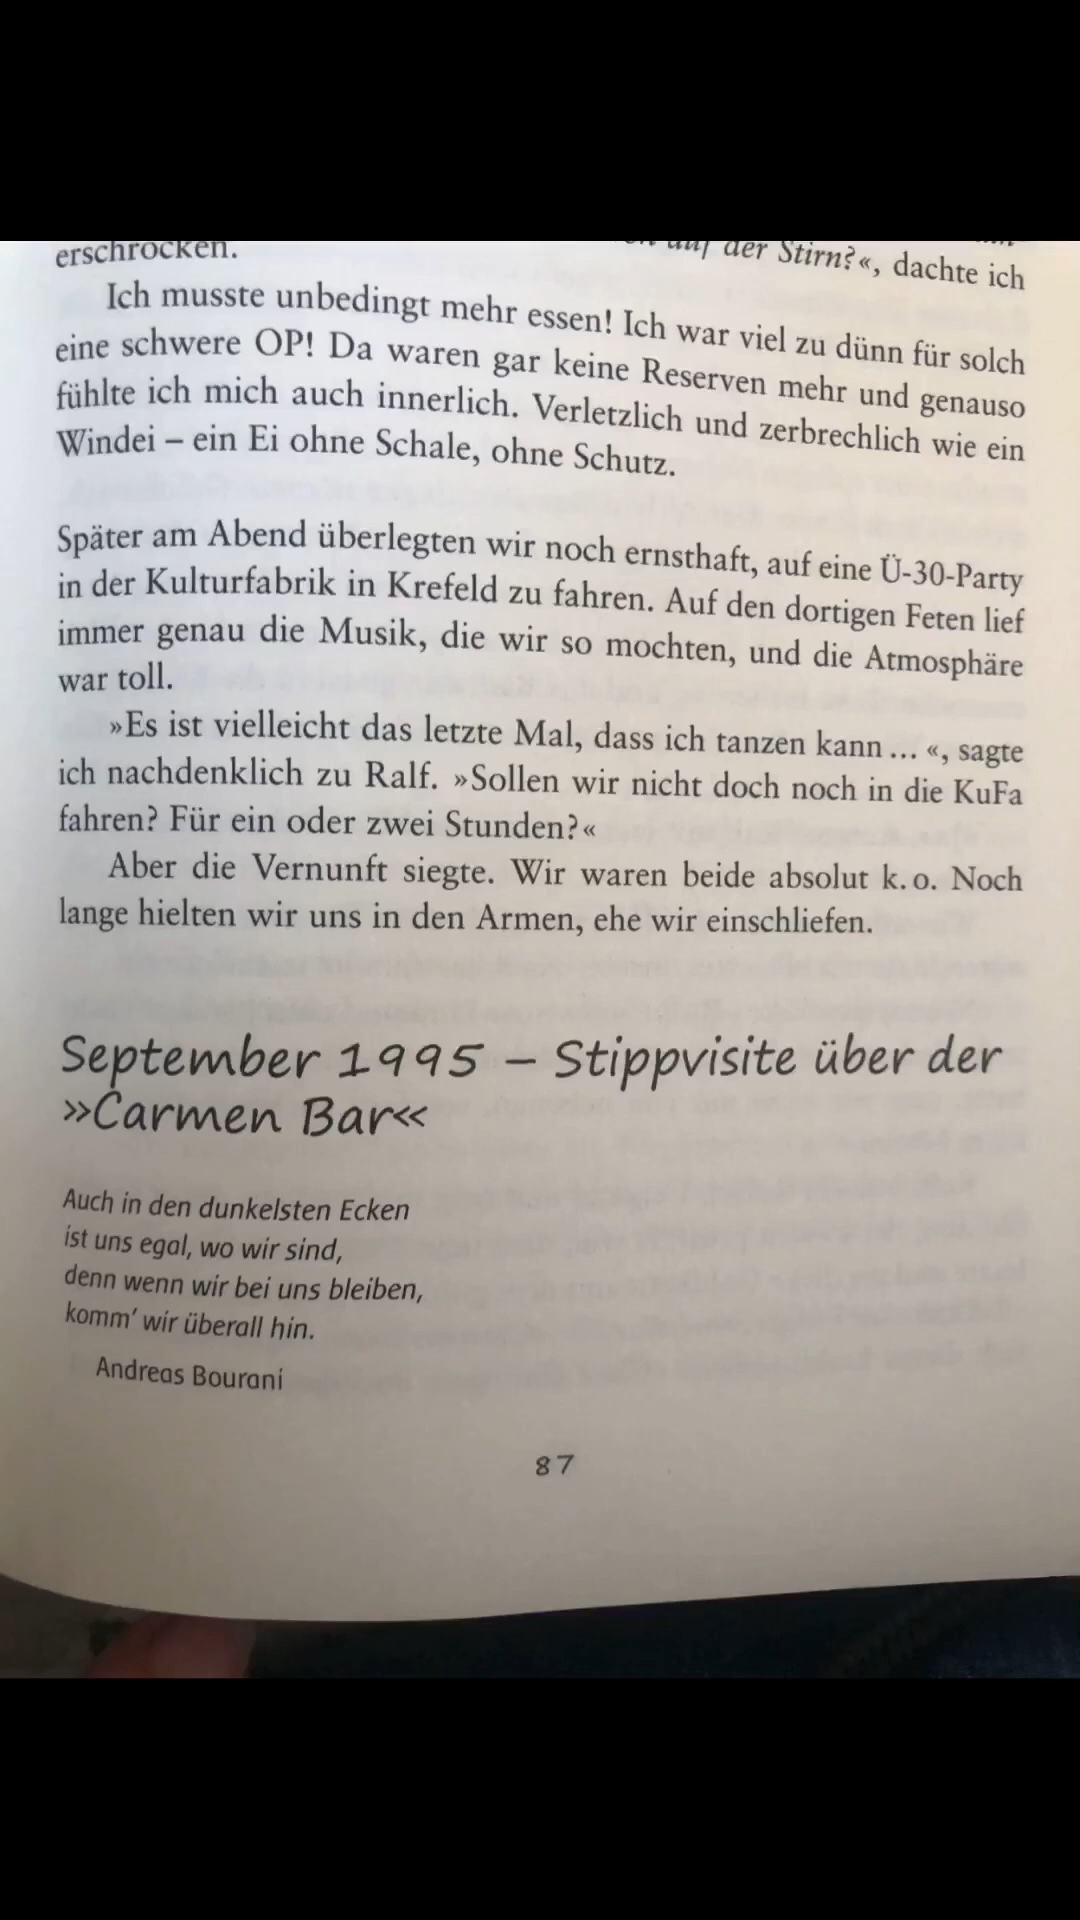 auf der Stirn?«, dachte ich
erschrocken.
Ich musste unbedingt mehr essen! Ich war viel zu dünn für solch
eine schwere OP! Da waren gar keine Reserven mehr und genauso
fühlte ich mich auch innerlich. Verletzlich und zerbrechlich wie ein
Windei – ein Ei ohne Schale, ohne Schutz.
Später am Abend überlegten wir noch ernsthaft, auf eine Ü-30-Party
in der Kulturfabrik in Krefeld zu fahren. Auf den dortigen Feten lief
immer genau die Musik, die wir so mochten, und die Atmosphäre
war toll.
»Es ist vielleicht das letzte Mal, dass ich tanzen kann ... «, sagte
ich nachdenklich zu Ralf. »Sollen wir nicht doch noch in die KuFa
fahren? Für ein oder zwei Stunden?«
Aber die Vernunft siegte. Wir waren beide absolut k. o. Noch
lange hielten wir uns in den Armen, ehe wir einschliefen.
September 1995 – Stippvisite über der
»Carmen Bar«
Auch in den dunkelsten Ecken
ist uns egal, wo wir sind,
denn wenn wir bei uns bleiben,
komm' wir überall hin.
Andreas Bourani
87